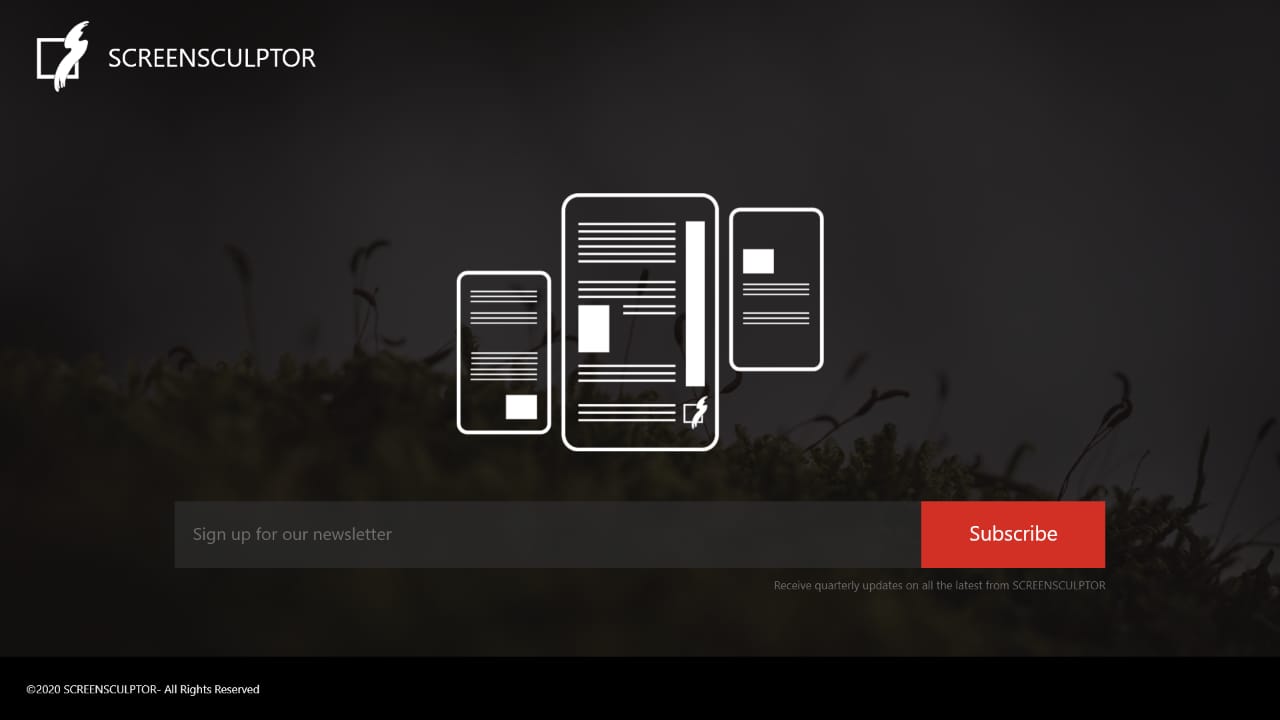 SCREENSCULPTOR
Sign up for our newsletter
Subscribe
Receive quarterly updates on all the latest from SCREENSCULPTOR
©2020 SCREENSCULPTOR- All Rights Reserved